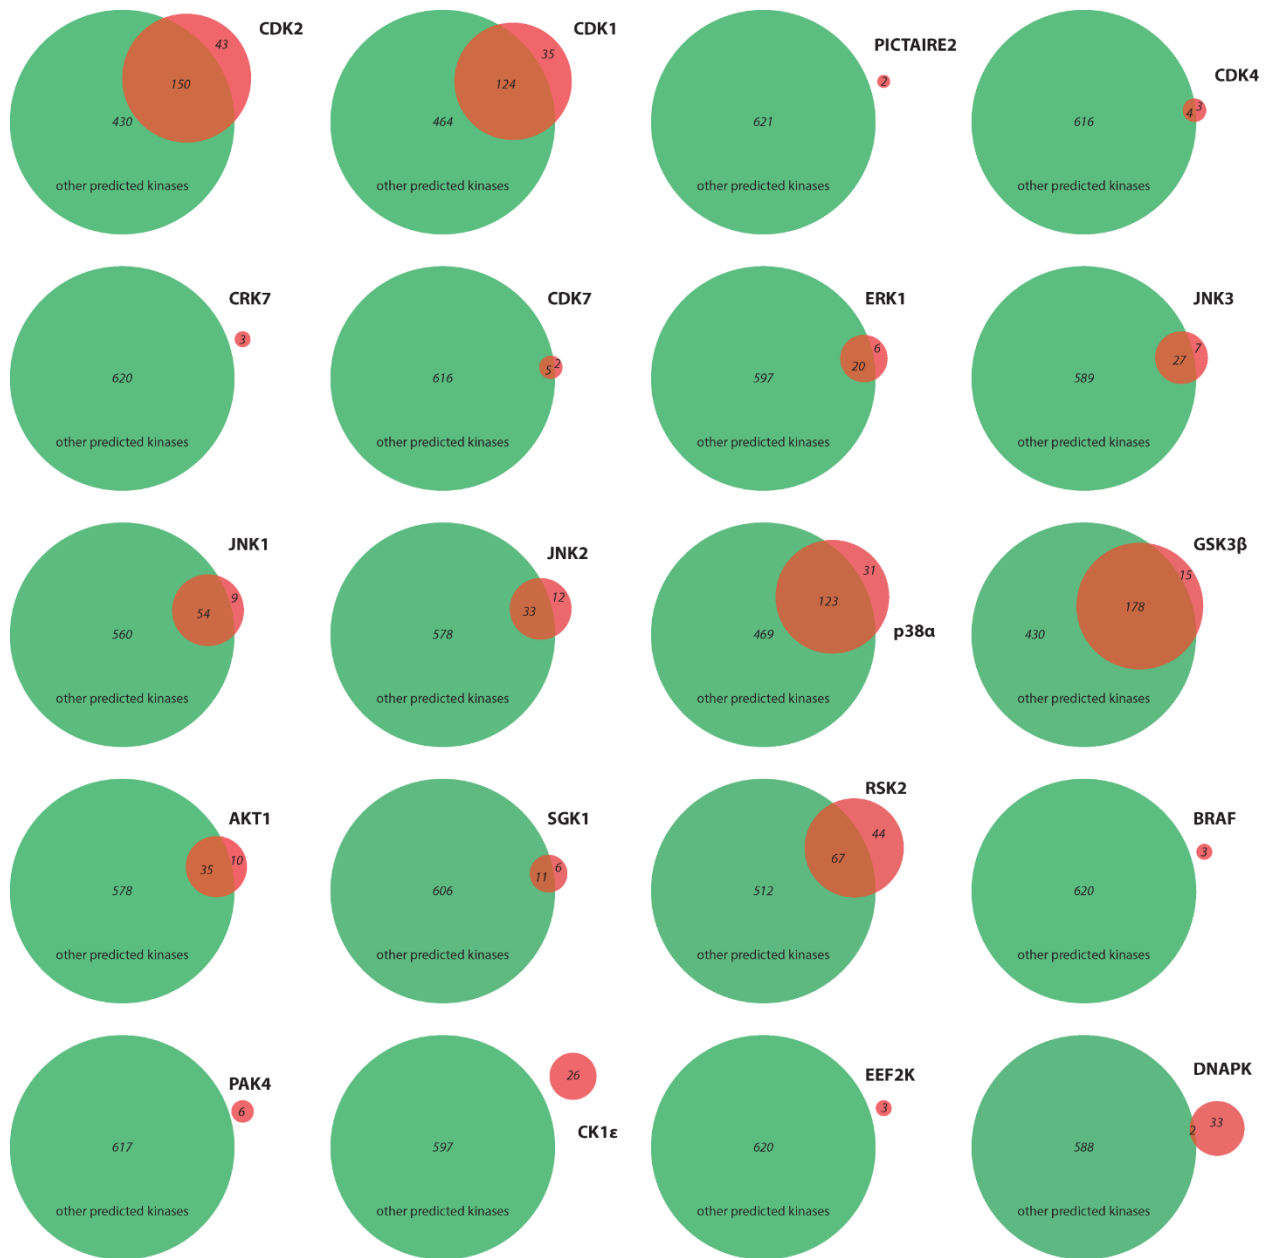 CDK2
43
150
430
other predicted kinases
CDK1
35
124
464
other predicted kinases
PICTAIRE2
2
621
other predicted kinases
CDK4
3
4
616
other predicted kinases
CRK7
3
620
other predicted kinases
CDK7
2
5
616
other predicted kinases
ERK1
6
20
597
other predicted kinases
JNK3
7
27
589
other predicted kinases
JNK1
9
54
560
other predicted kinases
JNK2
12
33
578
other predicted kinases
31
123
p38α
469
other predicted kinases
GSK3β
15
178
430
other predicted kinases
AKT1
10
35
578
other predicted kinases
SGK1
6
11
606
other predicted kinases
RSK2
44
67
512
other predicted kinases
BRAF
3
620
other predicted kinases
PAK4
6
617
other predicted kinases
26
CK1ε
597
other predicted kinases
EEF2K
3
620
other predicted kinases
DNAPK
33
2
588
other predicted kinases